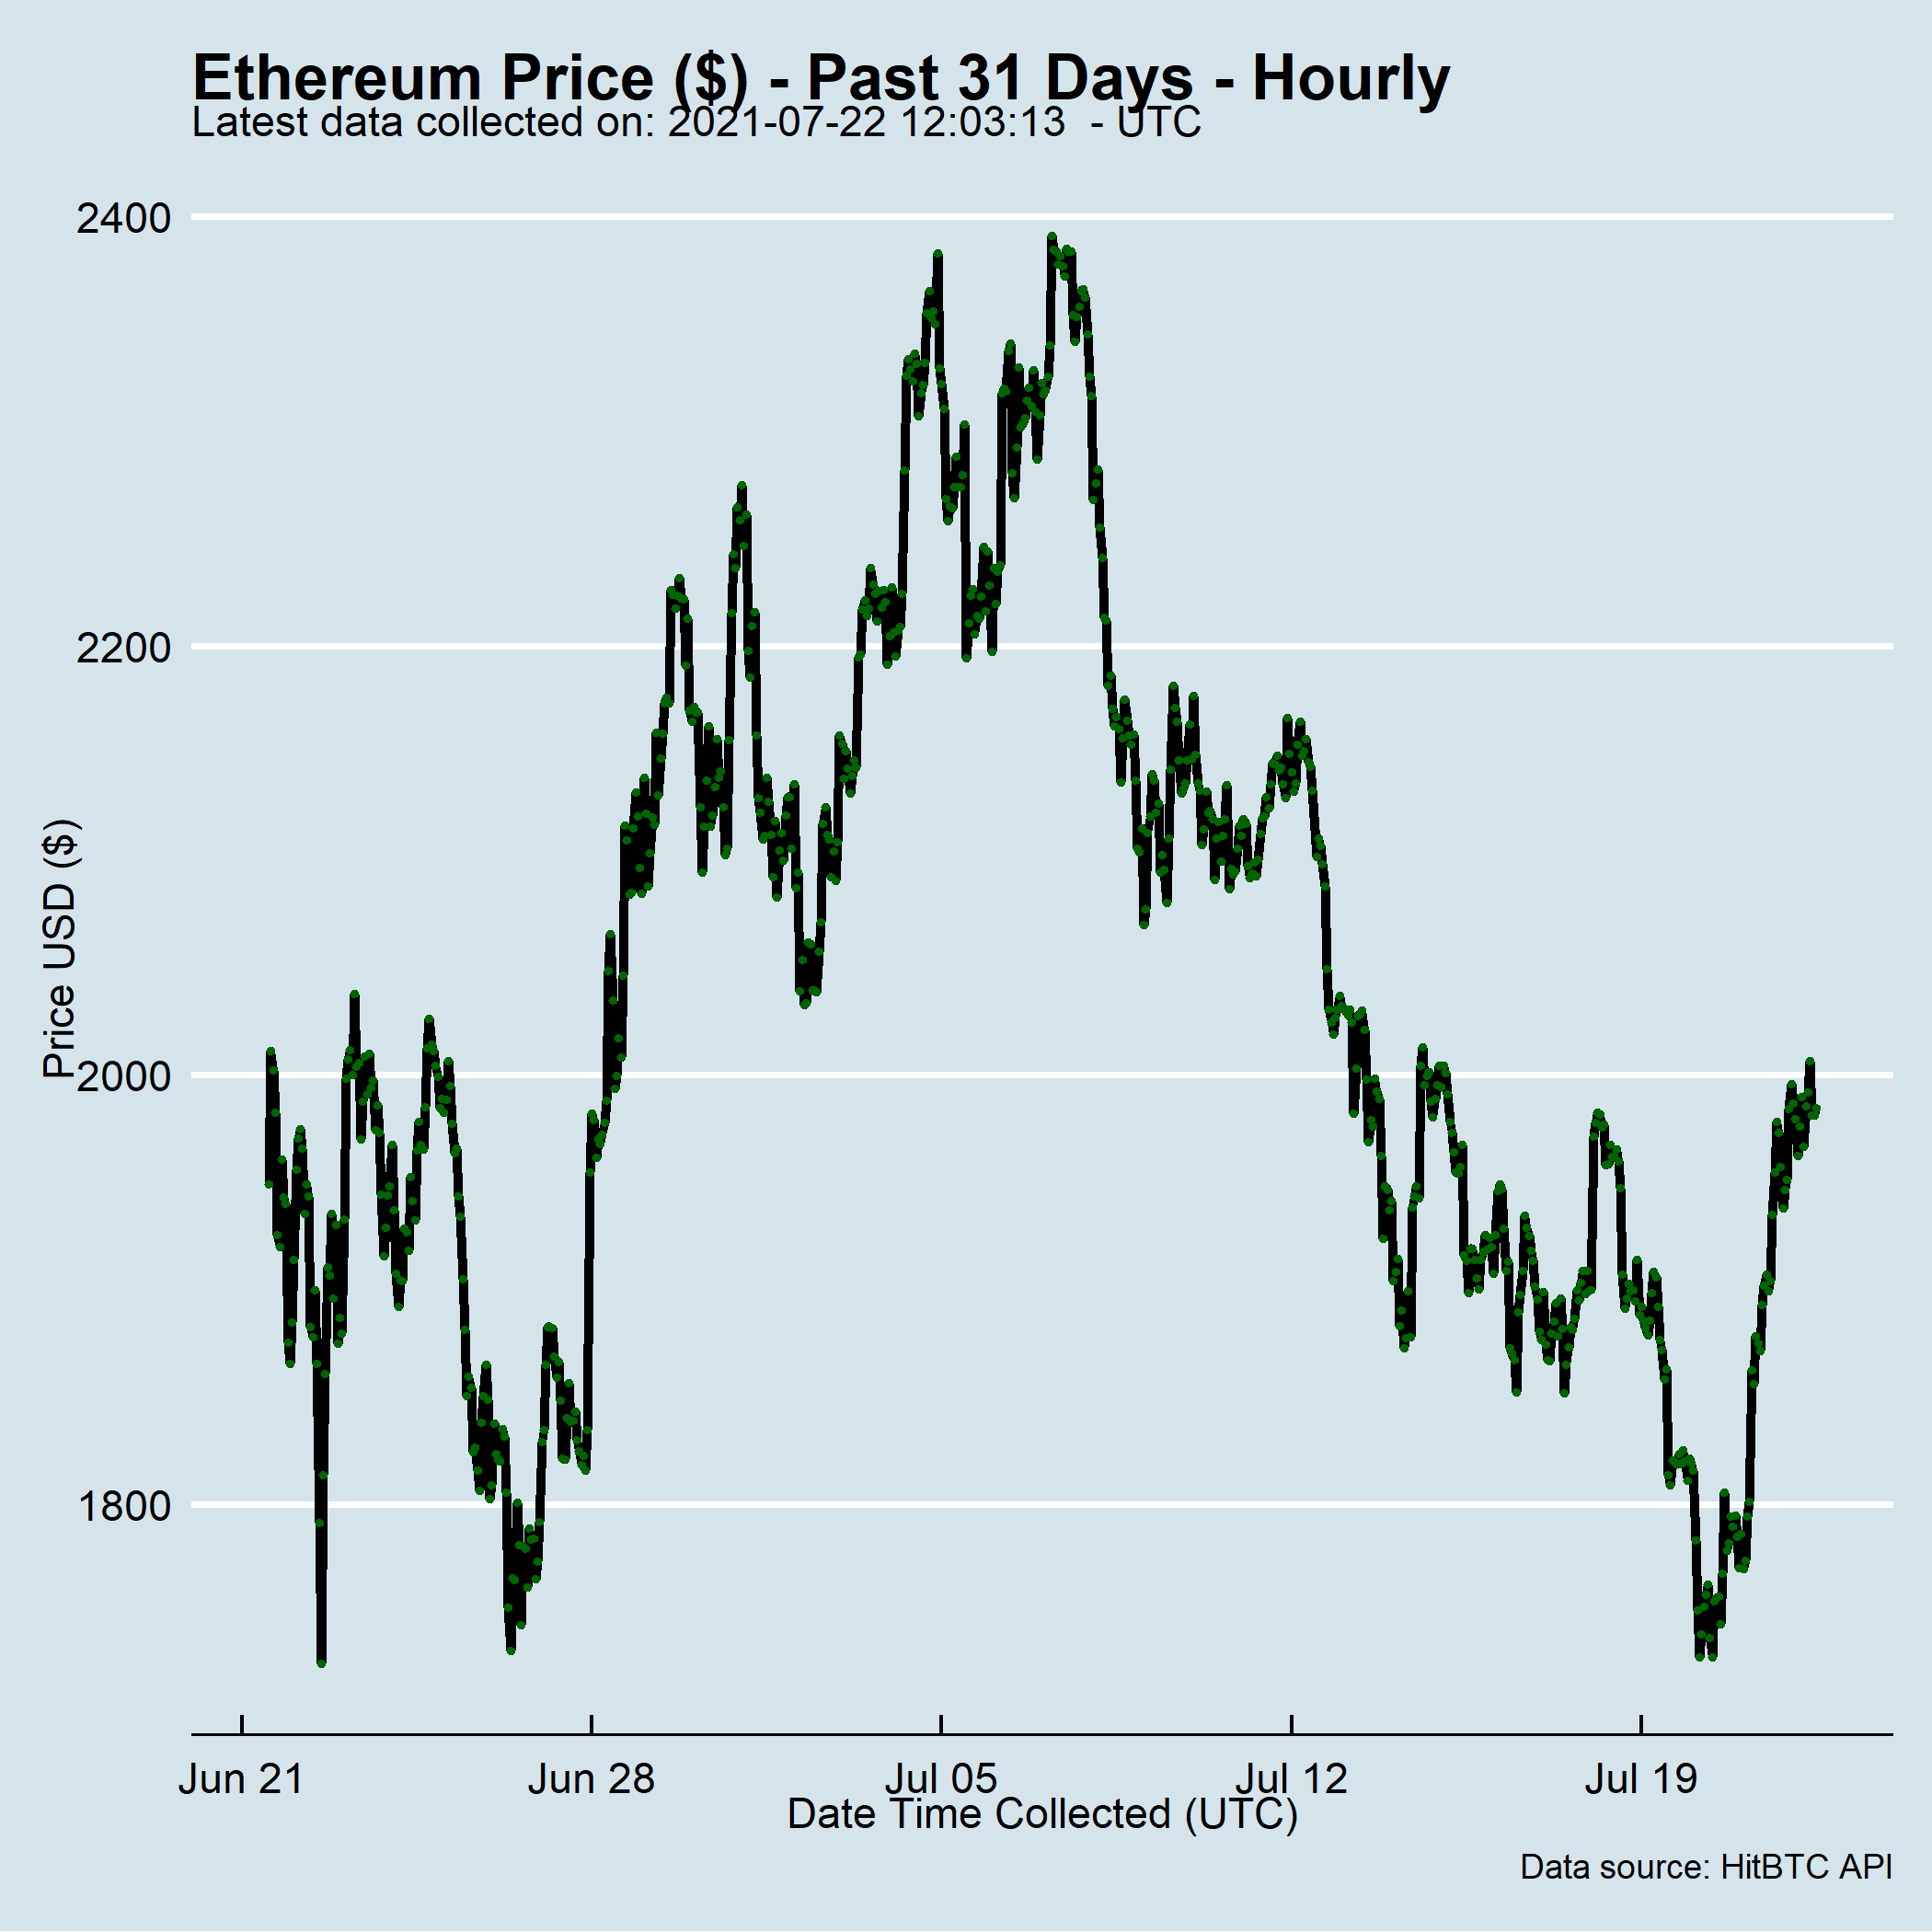 Ethereum Price ($) - Past 31 Days - Hourly
Latest data collected on: 2021-07-22 12:03:13  - UTC
2400
2200
2000
1800
Price USD ($)
Jun 21
Jun 28
Jul 05
Jul 12
Jul 19
Date Time Collected (UTC)
Data source: HitBTC API